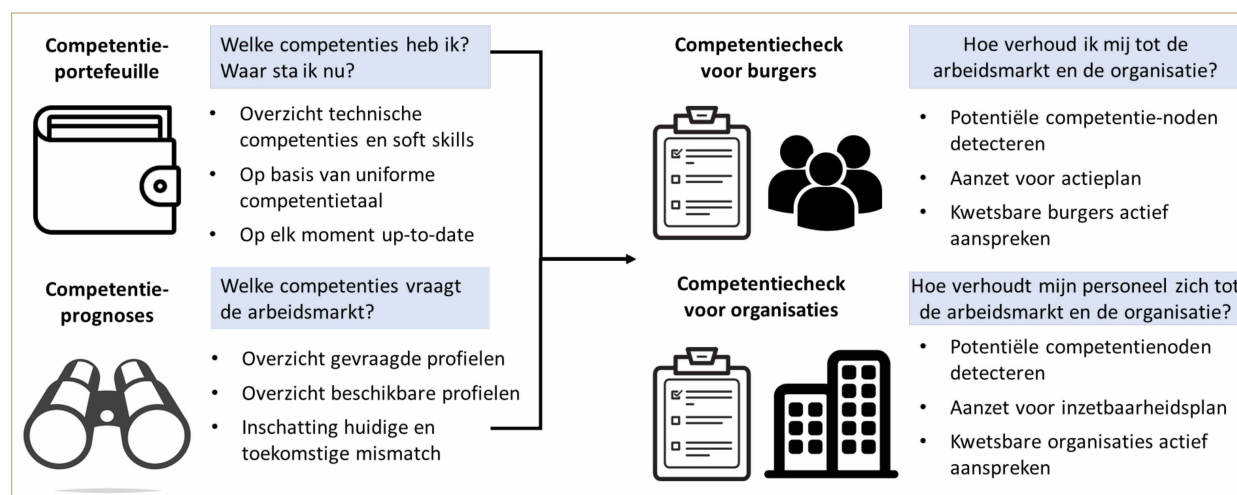 Competentie-
portefeuille
Welke competenties heb ik?
Waar sta ik nu?
• Overzicht technische
competenties en soft skills
• Op basis van uniforme
competentietaal
• Op elk moment up-to-date
Competentie-
prognoses
Welke competenties vraagt
de arbeidsmarkt?
• Overzicht gevraagde profielen
• Overzicht beschikbare profielen
• Inschatting huidige en
toekomstige mismatch
Competentiecheck
voor burgers
Hoe verhoud ik mij tot de
arbeidsmarkt en de organisatie?
• Potentiële competentie-noden
detecteren
• Aanzet voor actieplan
• Kwetsbare burgers actief
aanspreken
Competentiecheck
voor organisaties
Hoe verhoudt mijn personeel zich tot
de arbeidsmarkt en de organisatie?
• Potentiële competentienoden
detecteren
• Aanzet voor inzetbaarheidsplan
• Kwetsbare organisaties actief
aanspreken